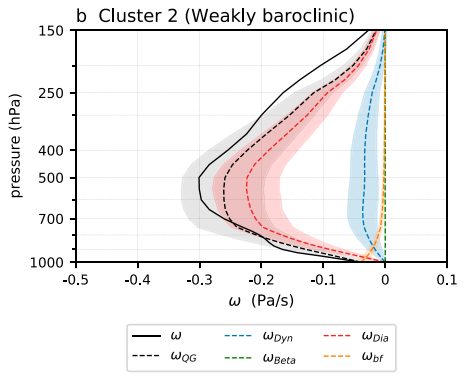 b Cluster 2 (Weakly baroclinic)
150
250
400
500
700
1000
pressure (hPa)
-0.5 -0.4 -0.3 -0.2 -0.1 0 0.1
ω (Pa/s)
ω ω_Dyn ω_Dia
ω_QG ω_Beta ω_bf